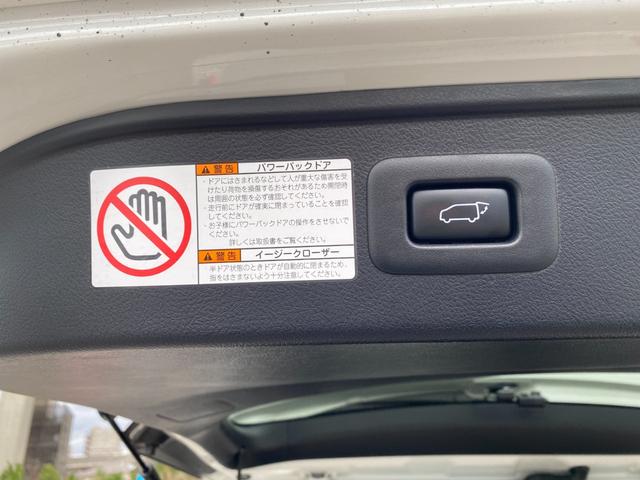 警告 パワーバックドア
・ドアにはさまれるなどして人が重大な傷害を受
けたり荷物を損傷するおそれがあるため開閉時
は周囲の状態を必ず確認してください。
・走行前にドアが確実に閉まっていることを確認
してください。
・お子様にパワーバックドアの操作をさせないで
ください。
詳しくは取扱書をご覧ください。
警告 イージークローザー
・半ドア状態のときドアが自動的に閉まるため、
指をはさまないよう十分注意してください。